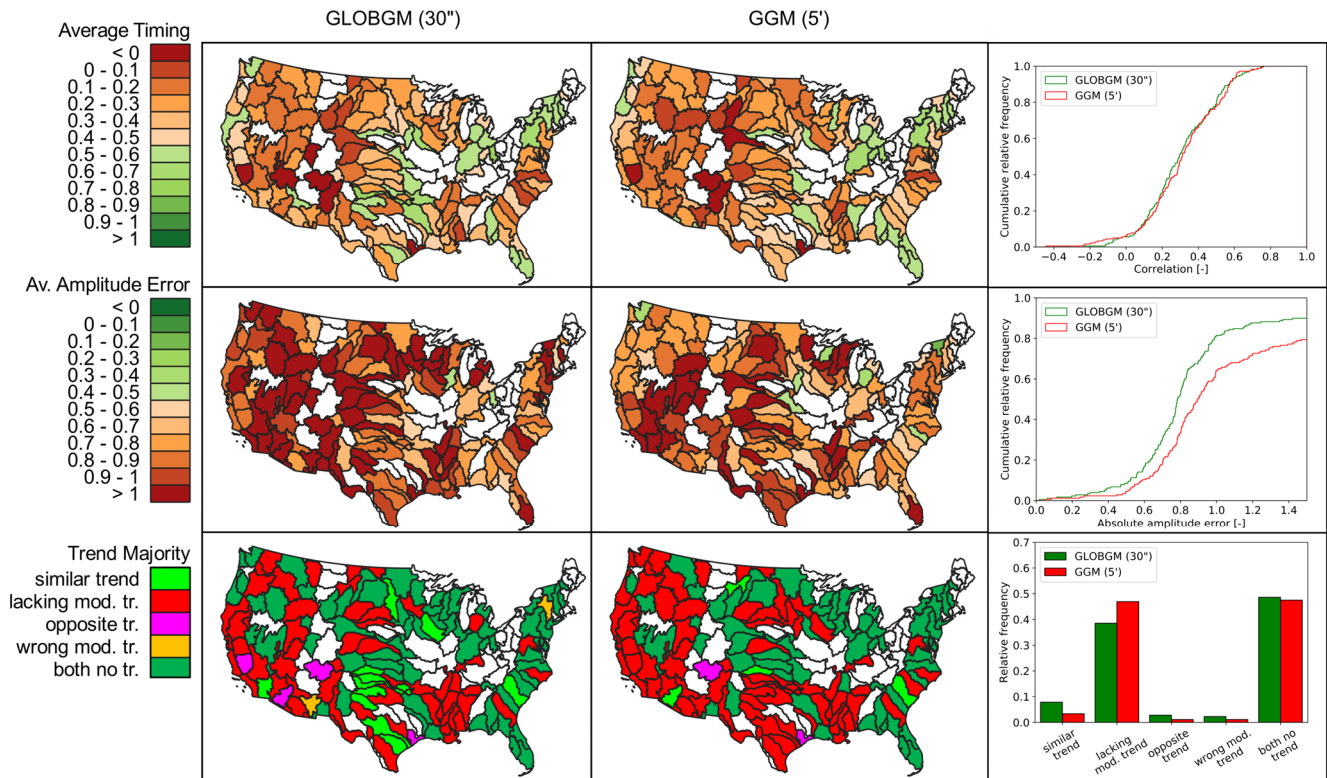 GLOBGM (30")
GGM (5')
Average Timing
< 0
0 - 0.1
0.1 - 0.2
0.2 - 0.3
0.3 - 0.4
0.4 - 0.5
0.5 - 0.6
0.6 - 0.7
0.7 - 0.8
0.8 - 0.9
0.9 - 1
> 1
1.0
0.8
0.6
0.4
0.2
0.0
Cumulative relative frequency
GLOBGM (30")
GGM (5')
−0.4 −0.2 0.0 0.2 0.4 0.6 0.8 1.0
Correlation [-]
Av. Amplitude Error
< 0
0 - 0.1
0.1 - 0.2
0.2 - 0.3
0.3 - 0.4
0.4 - 0.5
0.5 - 0.6
0.6 - 0.7
0.7 - 0.8
0.8 - 0.9
0.9 - 1
> 1
1.0
0.8
0.6
0.4
0.2
0.0
Cumulative relative frequency
GLOBGM (30")
GGM (5')
0.0 0.2 0.4 0.6 0.8 1.0 1.2 1.4
Absolute amplitude error [-]
Trend Majority
similar trend
lacking mod. tr.
opposite tr.
wrong mod. tr.
both no tr.
0.7
0.6
0.5
0.4
0.3
0.2
0.1
0.0
Relative frequency
GLOBGM (30")
GGM (5')
similar
trend
lacking
mod. trend
opposite
trend
wrong mod.
trend
both no
trend